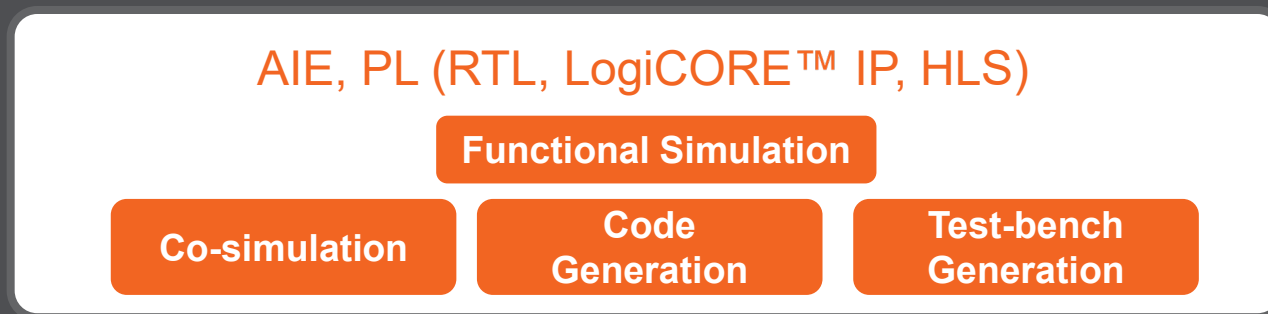 AIE, PL (RTL, LogiCORE™ IP, HLS)
Functional Simulation
Co-simulation
Code
Generation
Test-bench
Generation